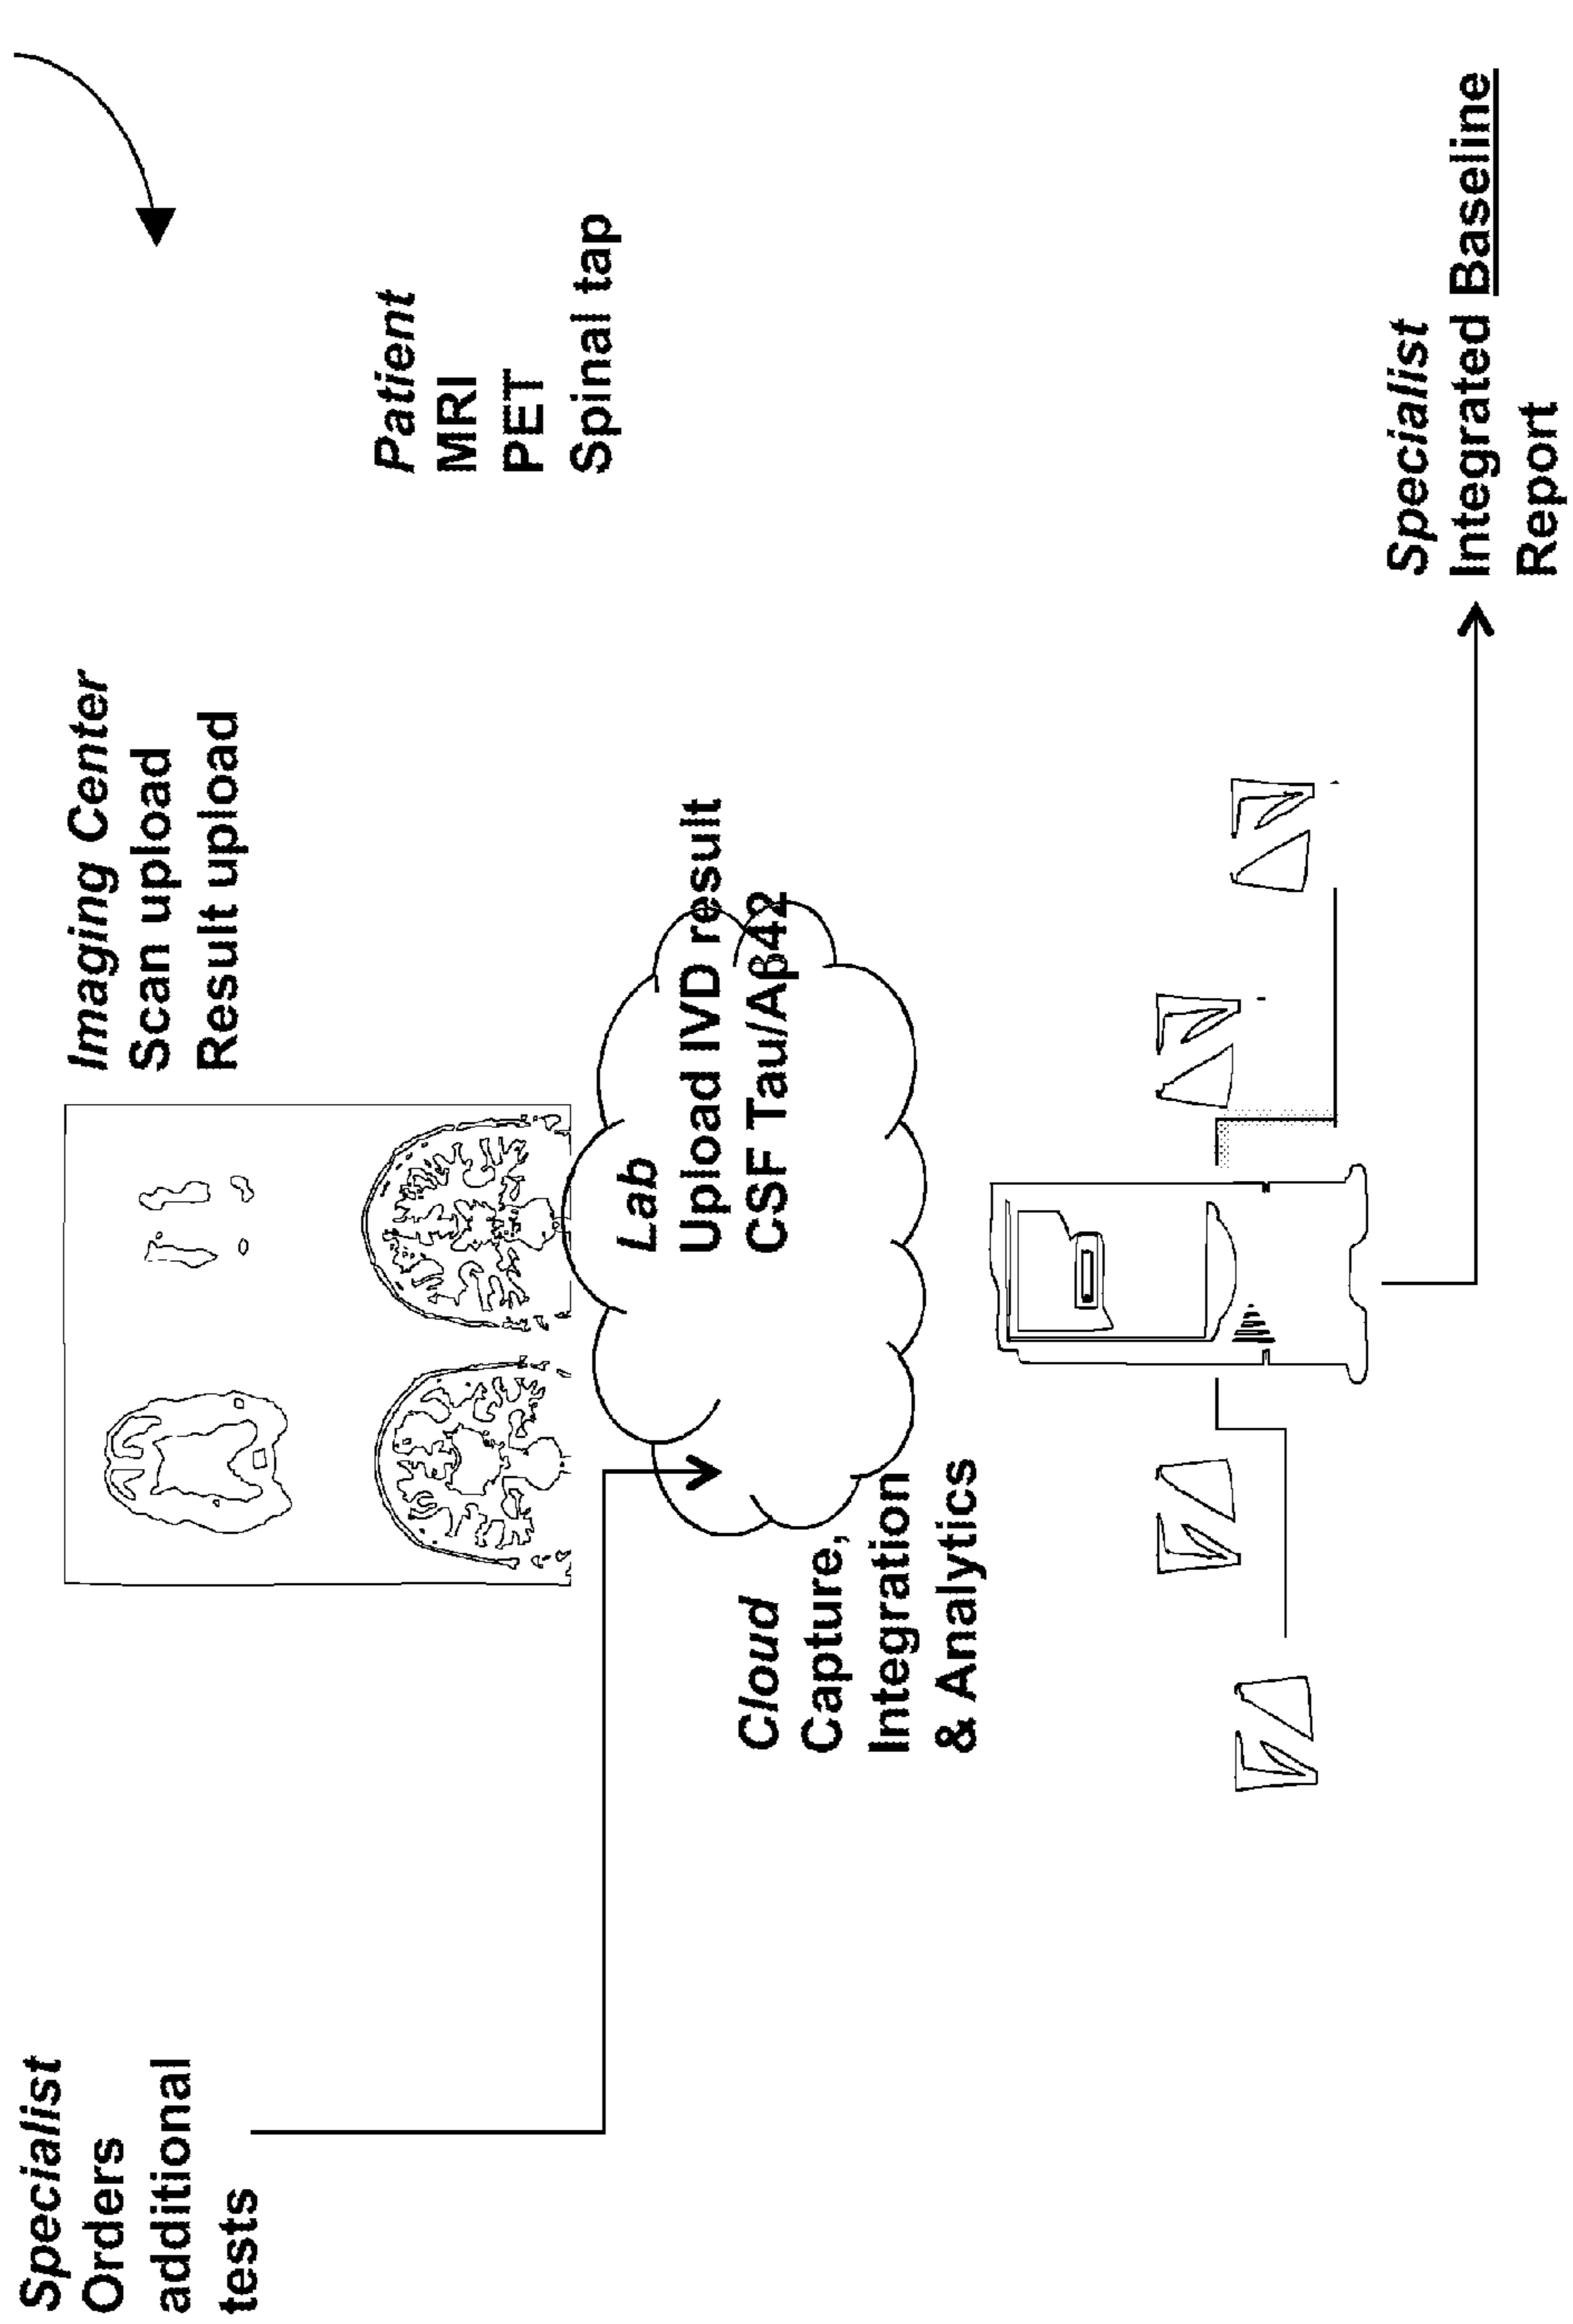 Specialist
Orders
additional
tests
Imaging Center
Scan upload
Result upload
Patient
MRI
PET
Spinal tap
Lab
Upload IVD result
CSF Tau/Aβ42
Cloud
Capture,
Integration
& Analytics
Specialist
Integrated Baseline
Report